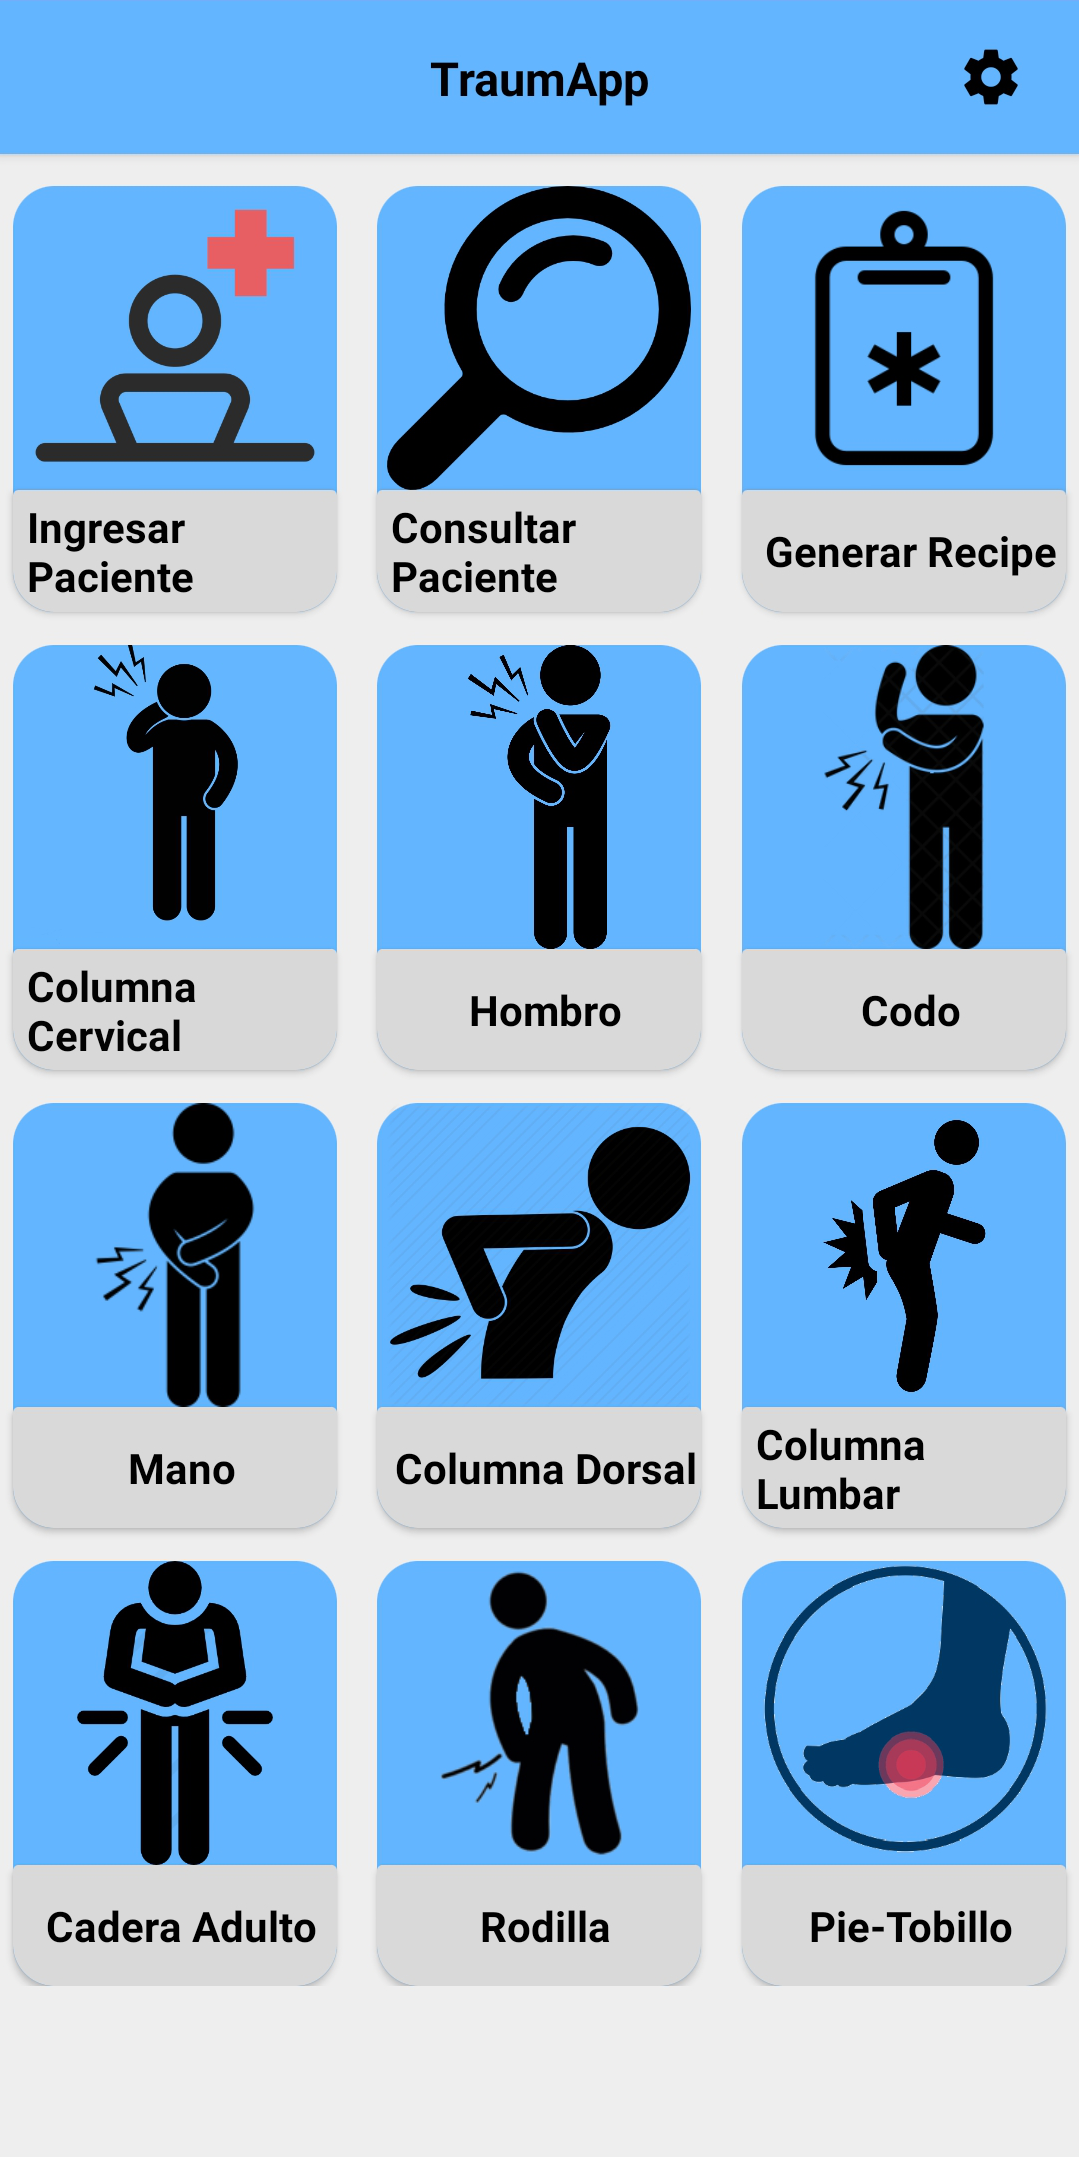 TraumApp
Ingresar
Paciente
Consultar
Paciente
Generar Recipe
Columna
Cervical
Hombro
Codo
Mano
Columna Dorsal
Columna
Lumbar
Cadera Adulto
Rodilla
Pie-Tobillo